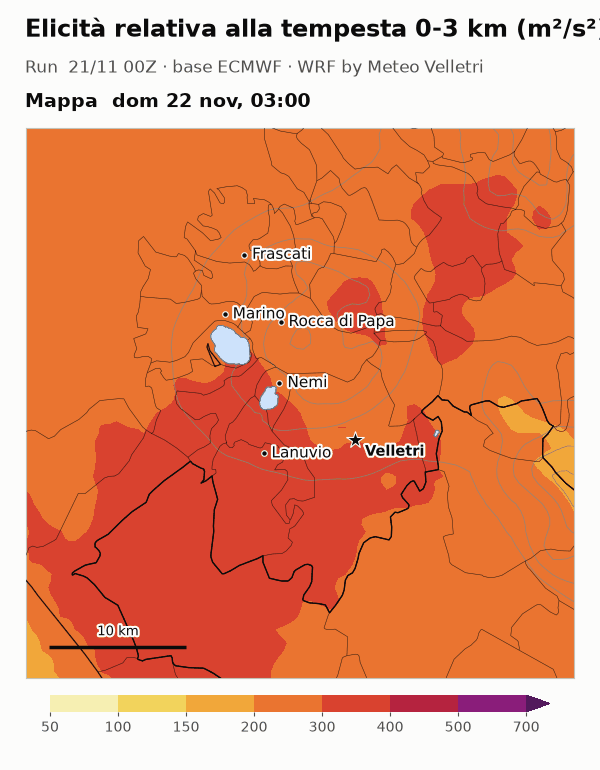 Elicità relativa alla tempesta 0-3 km (m²/s²)
Run 21/11 00Z · base ECMWF · WRF by Meteo Velletri
Mappa dom 22 nov, 03:00
Frascati
Marino
Rocca di Papa
Nemi
Velletri
Lanuvio
10 km
50 100 150 200 300 400 500 700